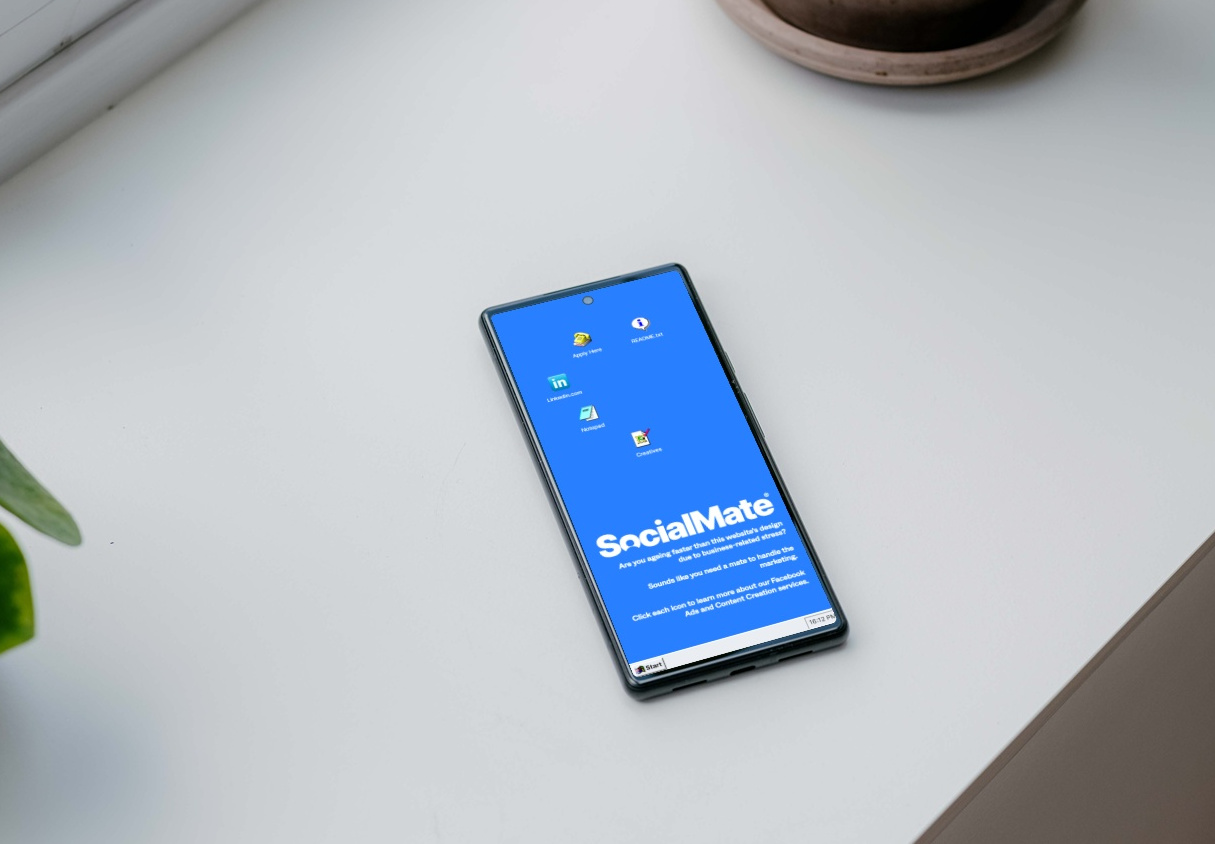 README.txt
Apply Here
Linkedin.com
Notepad
Creatives
SocialMate®
Are you ageing faster than this website's design
due to business-related stress?
Sounds like you need a mate to handle the
marketing.
Click each icon to learn more about our Facebook
Ads and Content Creation services.
Start
16:12 PM